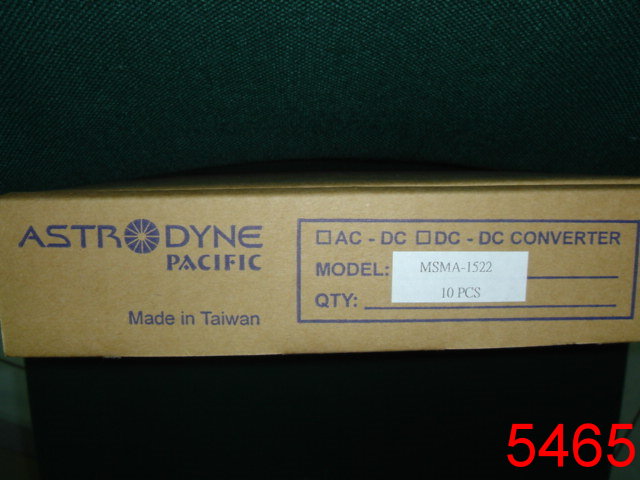 ASTRODYNE
PACIFIC
Made in Taiwan
☐AC - DC ☐DC - DC CONVERTER
MODEL: MSMA-1522
QTY: 10 PCS
5465